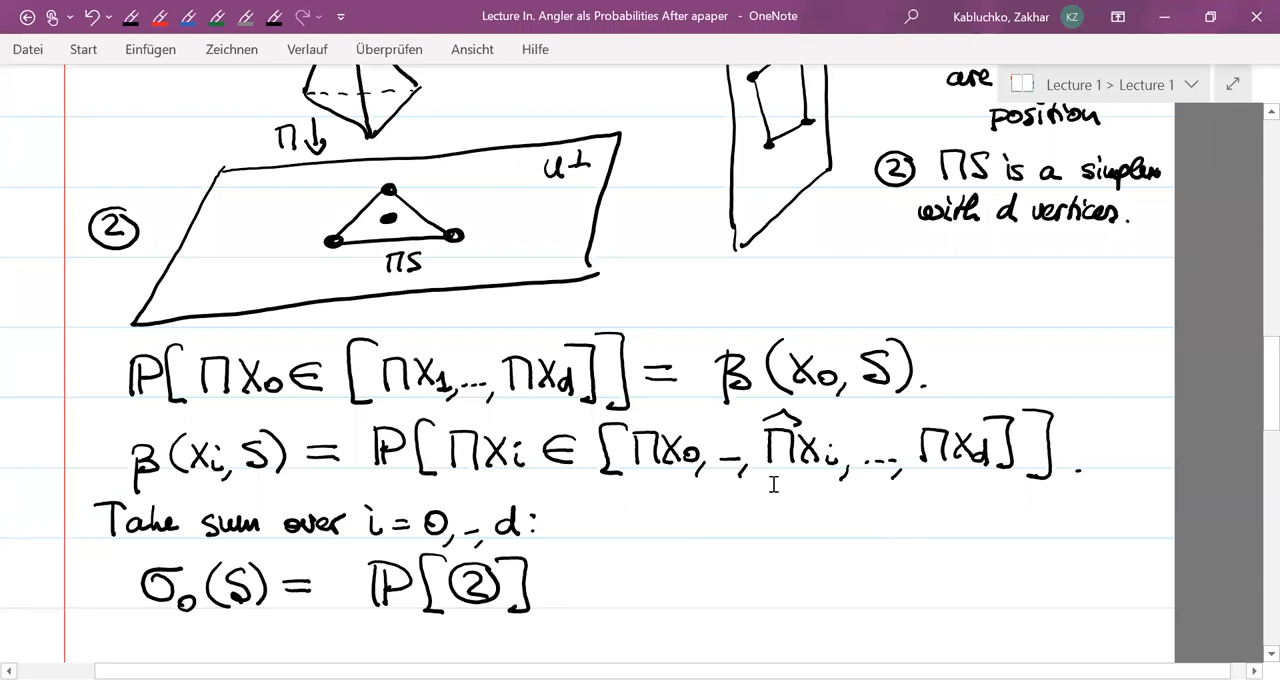 Lecture In. Angler als Probabilities After apaper - OneNote
Kabluchko, Zakhar KZ
Datei Start Einfügen Zeichnen Verlauf Überprüfen Ansicht Hilfe
Lecture 1 > Lecture 1
are
position
Π↓
u⊥
② ΠS is a simplex
with d vertices.
②
ΠS
P[ΠX₀ ∈ [ΠX₁,..., ΠX_d]] = β(X₀, S).
β(Xᵢ, S) = P[ΠXᵢ ∈ [ΠX₀, –, Π̂Xᵢ, ..., ΠX_d]].
Take sum over i = 0, –, d:
σ₀(S) = P[②]